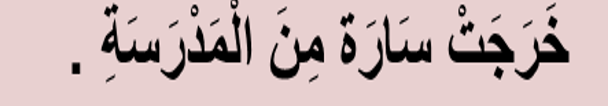 خَرَجَتْ سَارَة مِنَ الْمَدْرَسَةِ .